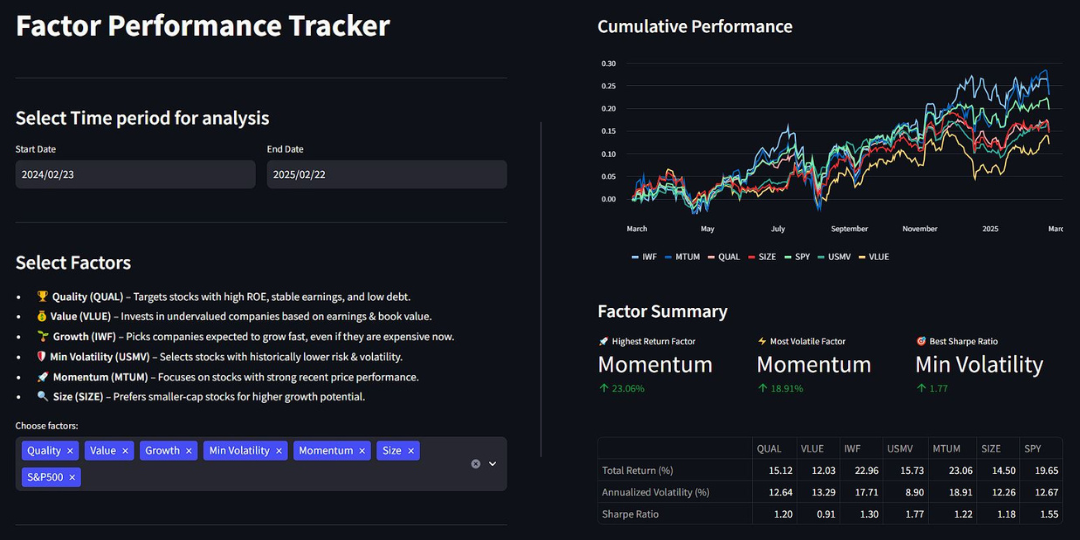 Factor Performance Tracker
Select Time period for analysis
Start Date
End Date
2024/02/23
2025/02/22
Select Factors
Quality (QUAL) – Targets stocks with high ROE, stable earnings, and low debt.
Value (VLUE) – Invests in undervalued companies based on earnings & book value.
Growth (IWF) – Picks companies expected to grow fast, even if they are expensive now.
Min Volatility (USMV) – Selects stocks with historically lower risk & volatility.
Momentum (MTUM) – Focuses on stocks with strong recent price performance.
Size (SIZE) – Prefers smaller-cap stocks for higher growth potential.
Choose factors:
Quality × Value × Growth × Min Volatility × Momentum × Size ×
S&P500 ×
Cumulative Performance
0.30
0.25
0.20
0.15
0.10
0.05
0.00
March May July September November 2025 Marc
IWF MTUM QUAL SIZE SPY USMV VLUE
Factor Summary
Highest Return Factor
Momentum
↑ 23.06%
Most Volatile Factor
Momentum
↑ 18.91%
Best Sharpe Ratio
Min Volatility
↑ 1.77
QUAL VLUE IWF USMV MTUM SIZE SPY
Total Return (%) 15.12 12.03 22.96 15.73 23.06 14.50 19.65
Annualized Volatility (%) 12.64 13.29 17.71 8.90 18.91 12.26 12.67
Sharpe Ratio 1.20 0.91 1.30 1.77 1.22 1.18 1.55